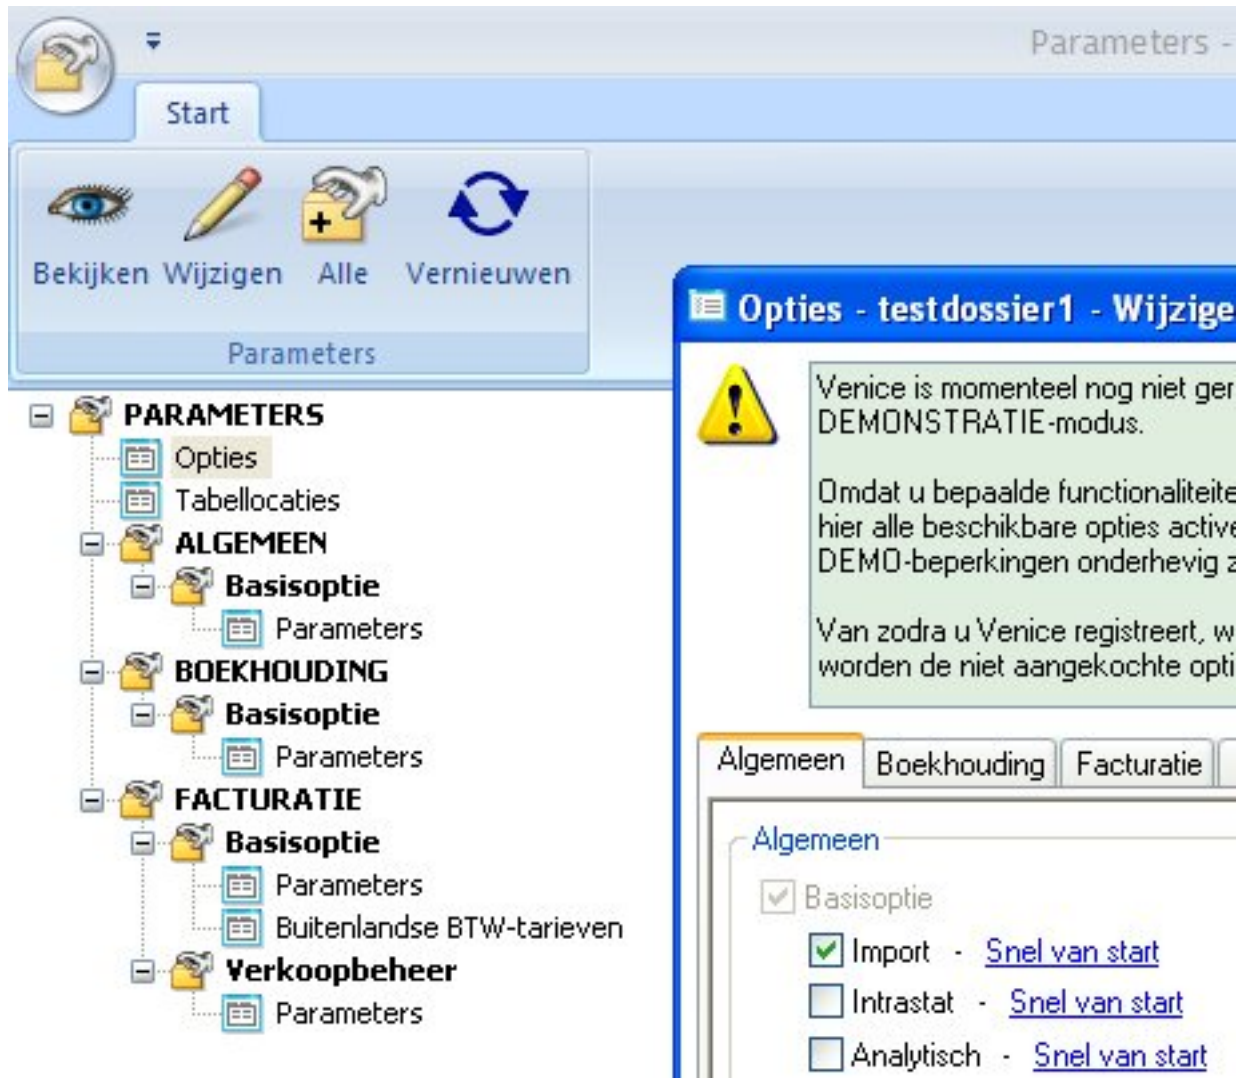 Parameters -
Start
Bekijken Wijzigen Alle Vernieuwen
Parameters
PARAMETERS
Opties
Tabellocaties
ALGEMEEN
Basisoptie
Parameters
BOEKHOUDING
Basisoptie
Parameters
FACTURATIE
Basisoptie
Parameters
Buitenlandse BTW-tarieven
Verkoopbeheer
Parameters
Opties - testdossier1 - Wijzige
Venice is momenteel nog niet ger
DEMONSTRATIE-modus.
Omdat u bepaalde functionaliteite
hier alle beschikbare opties active
DEMO-beperkingen onderhevig z
Van zodra u Venice registreert, w
worden de niet aangekochte opti
Algemeen Boekhouding Facturatie
Algemeen
Basisoptie
Import - Snel van start
Intrastat - Snel van start
Analytisch - Snel van start